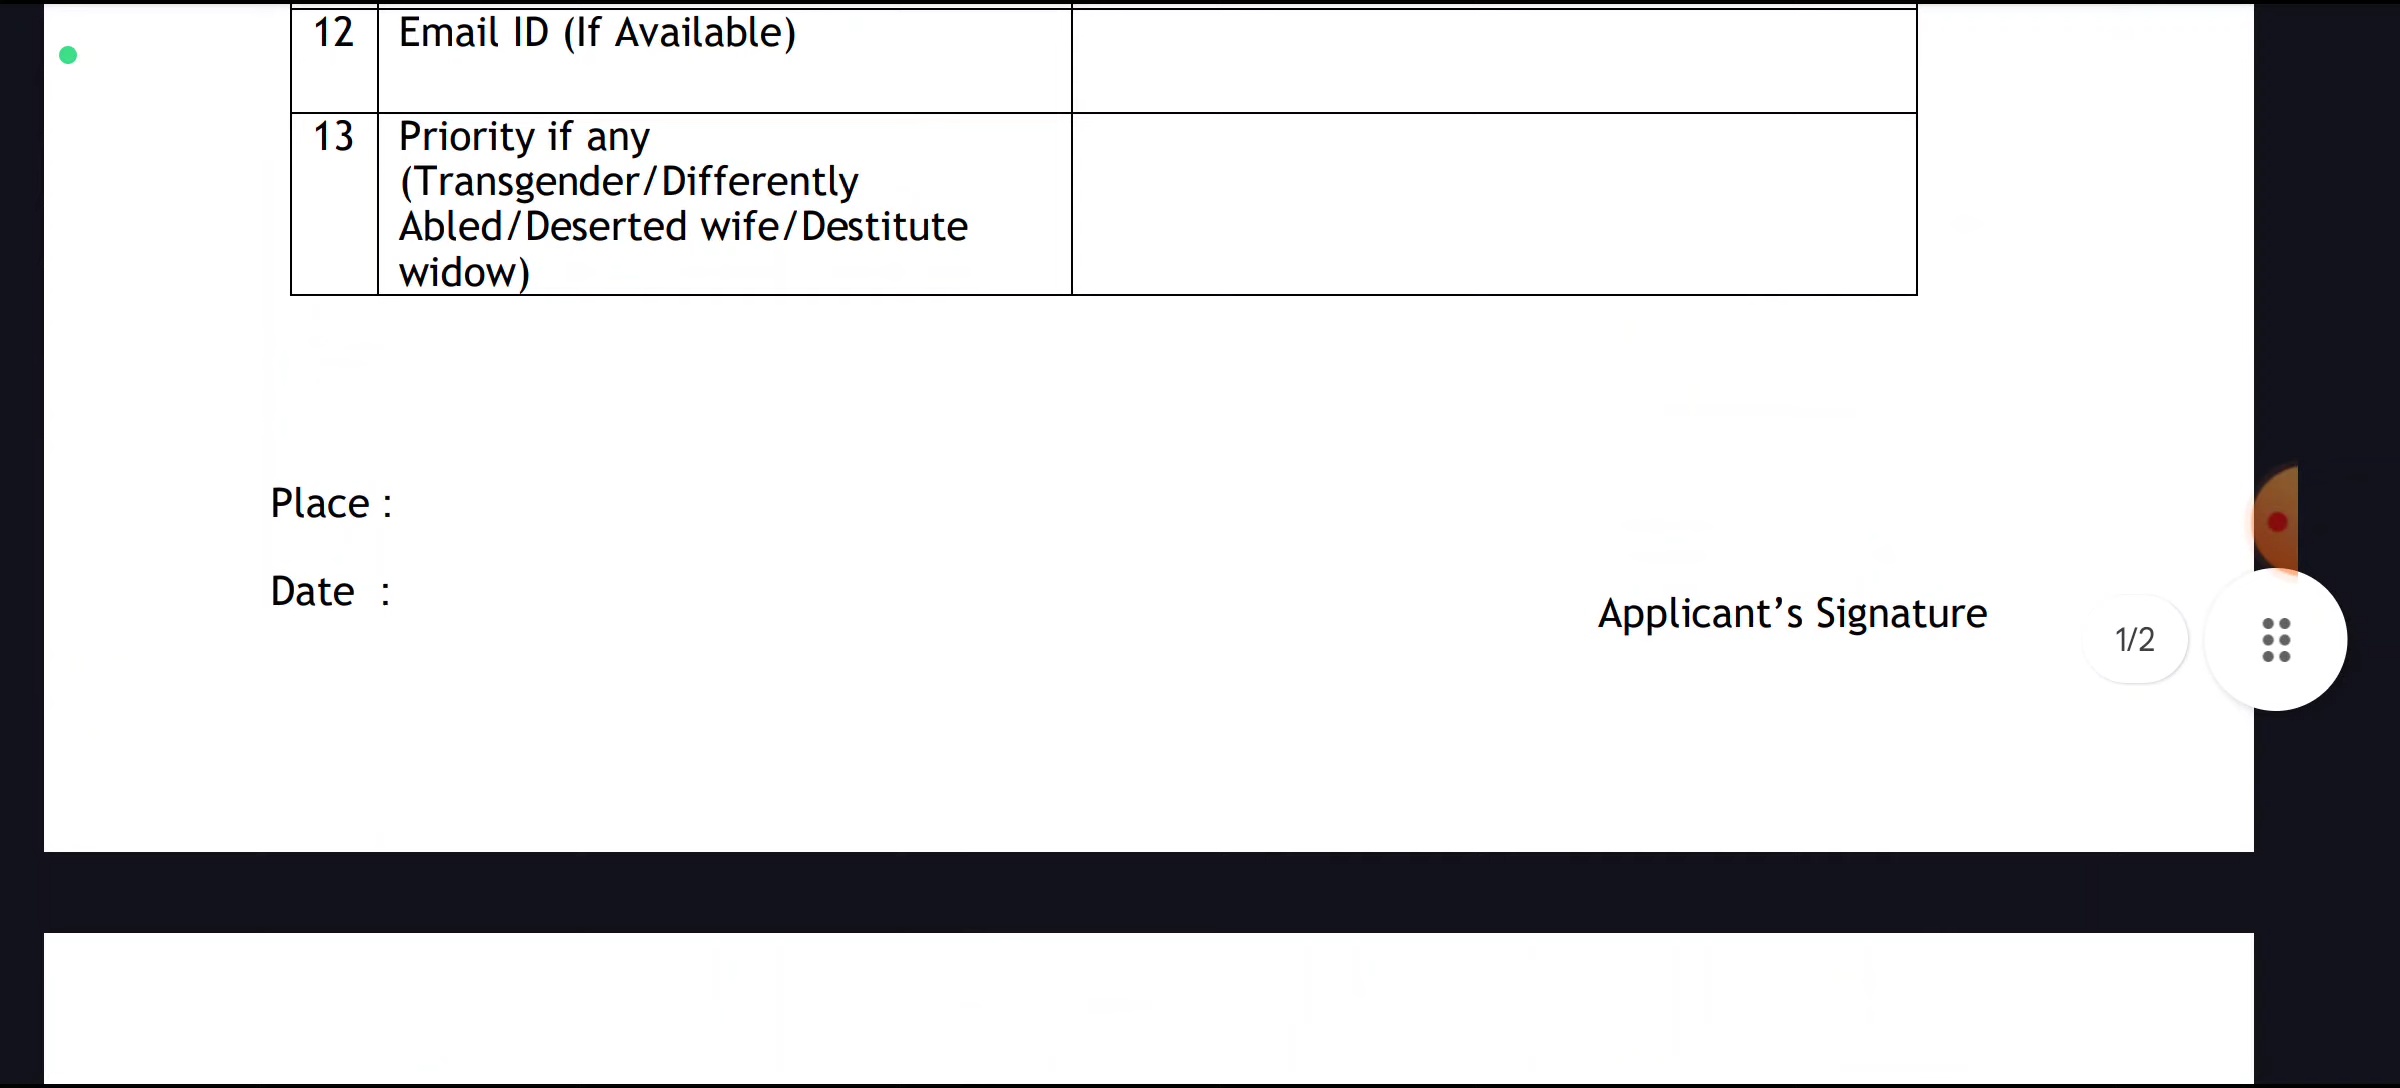 12 Email ID (If Available)
13 Priority if any
(Transgender/Differently
Abled/Deserted wife/Destitute
widow)
Place :
Date :
Applicant’s Signature
1/2